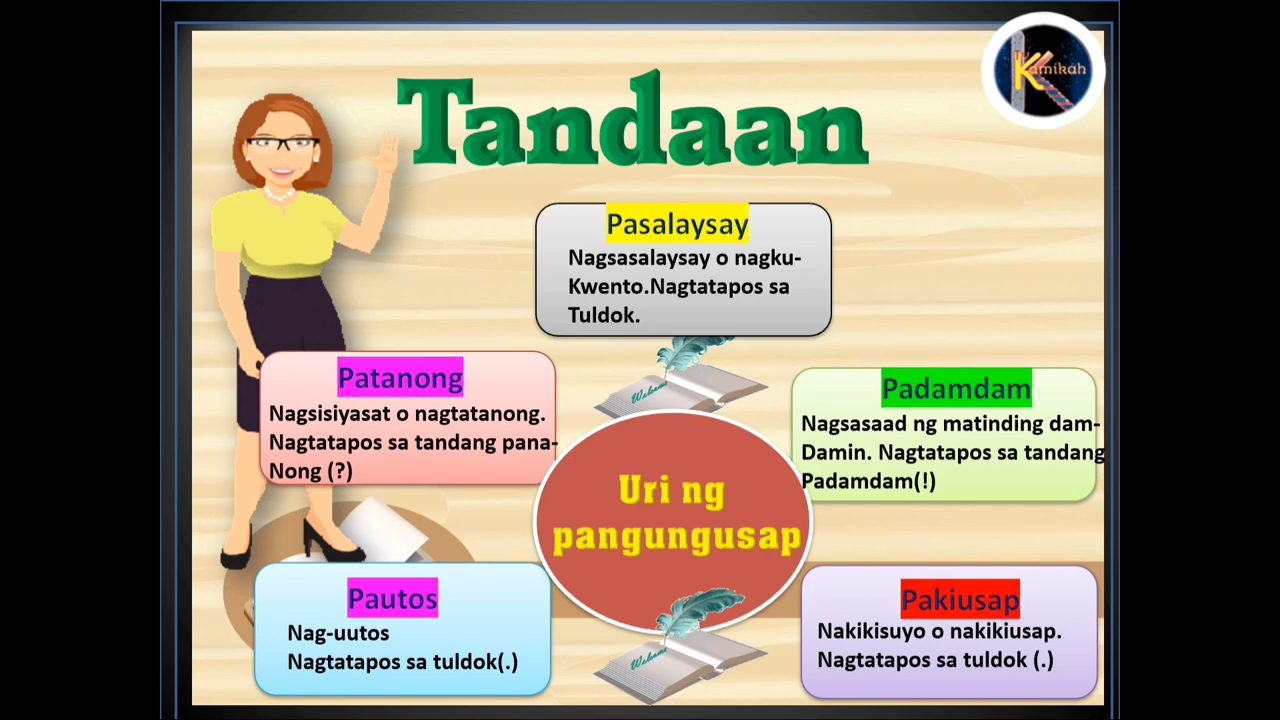 Kamikah
Tandaan
Pasalaysay
Nagsasalaysay o nagku-
Kwento.Nagtatapos sa
Tuldok.
Patanong
Nagsisiyasat o nagtatanong.
Nagtatapos sa tandang pana-
Nong (?)
Padamdam
Nagsasaad ng matinding dam-
Damin. Nagtatapos sa tandang
Padamdam(!)
Welcome
Uri ng
pangungusap
Pautos
Nag-uutos
Nagtatapos sa tuldok(.)
Pakiusap
Nakikisuyo o nakikiusap.
Nagtatapos sa tuldok (.)
Welcome